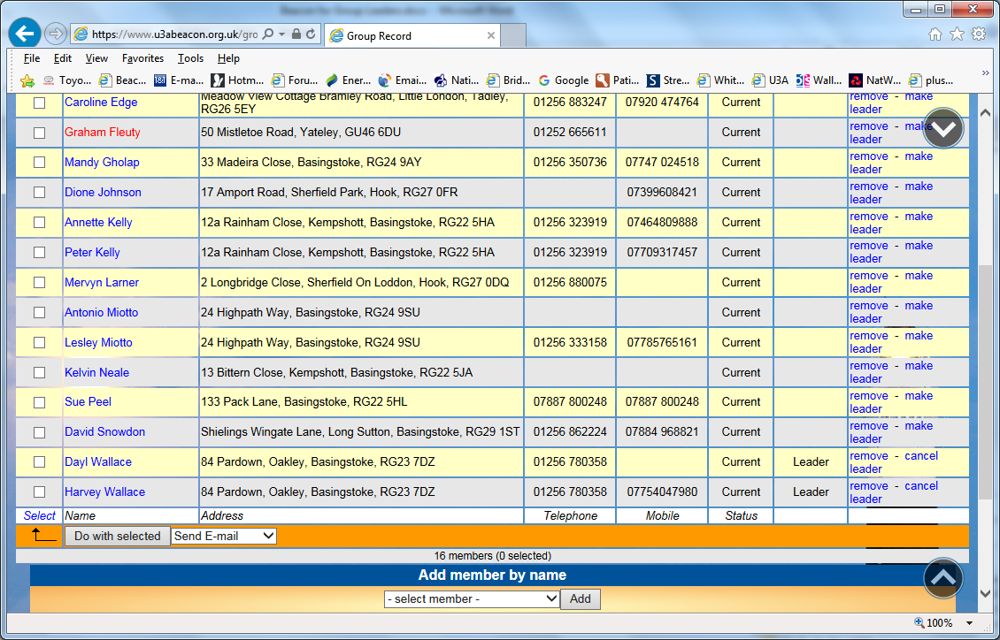 https://www.u3abeacon.org.uk/gro
Group Record
File Edit View Favorites Tools Help
Toyo... Beac... E-ma... Hotm... Foru... Ener... Emai... Nati... Brid... Google Pati... Stre... Whit... U3A Wall... NatW... plus... »
Caroline Edge Meadow View Cottage Bramley Road, Little London, Tadley, 01256 883247 07920 474764 Current remove - make
RG26 5EY leader
Graham Fleuty 50 Mistletoe Road, Yateley, GU46 6DU 01252 665611 Current remove - make
leader
Mandy Gholap 33 Madeira Close, Basingstoke, RG24 9AY 01256 350736 07747 024518 Current remove - make
leader
Dione Johnson 17 Amport Road, Sherfield Park, Hook, RG27 0FR 07399608421 Current remove - make
leader
Annette Kelly 12a Rainham Close, Kempshott, Basingstoke, RG22 5HA 01256 323919 07464809888 Current remove - make
leader
Peter Kelly 12a Rainham Close, Kempshott, Basingstoke, RG22 5HA 01256 323919 07709317457 Current remove - make
leader
Mervyn Larner 2 Longbridge Close, Sherfield On Loddon, Hook, RG27 0DQ 01256 880075 Current remove - make
leader
Antonio Miotto 24 Highpath Way, Basingstoke, RG24 9SU Current remove - make
leader
Lesley Miotto 24 Highpath Way, Basingstoke, RG24 9SU 01256 333158 07785765161 Current remove - make
leader
Kelvin Neale 13 Bittern Close, Kempshott, Basingstoke, RG22 5JA Current remove - make
leader
Sue Peel 133 Pack Lane, Basingstoke, RG22 5HL 07887 800248 07887 800248 Current remove - make
leader
David Snowdon Shielings Wingate Lane, Long Sutton, Basingstoke, RG29 1ST 01256 862224 07884 968821 Current remove - make
leader
Dayl Wallace 84 Pardown, Oakley, Basingstoke, RG23 7DZ 01256 780358 Current Leader remove - cancel
leader
Harvey Wallace 84 Pardown, Oakley, Basingstoke, RG23 7DZ 01256 780358 07754047980 Current Leader remove - cancel
leader
Select Name Address Telephone Mobile Status
Do with selected Send E-mail
16 members (0 selected)
Add member by name
- select member - Add
100%